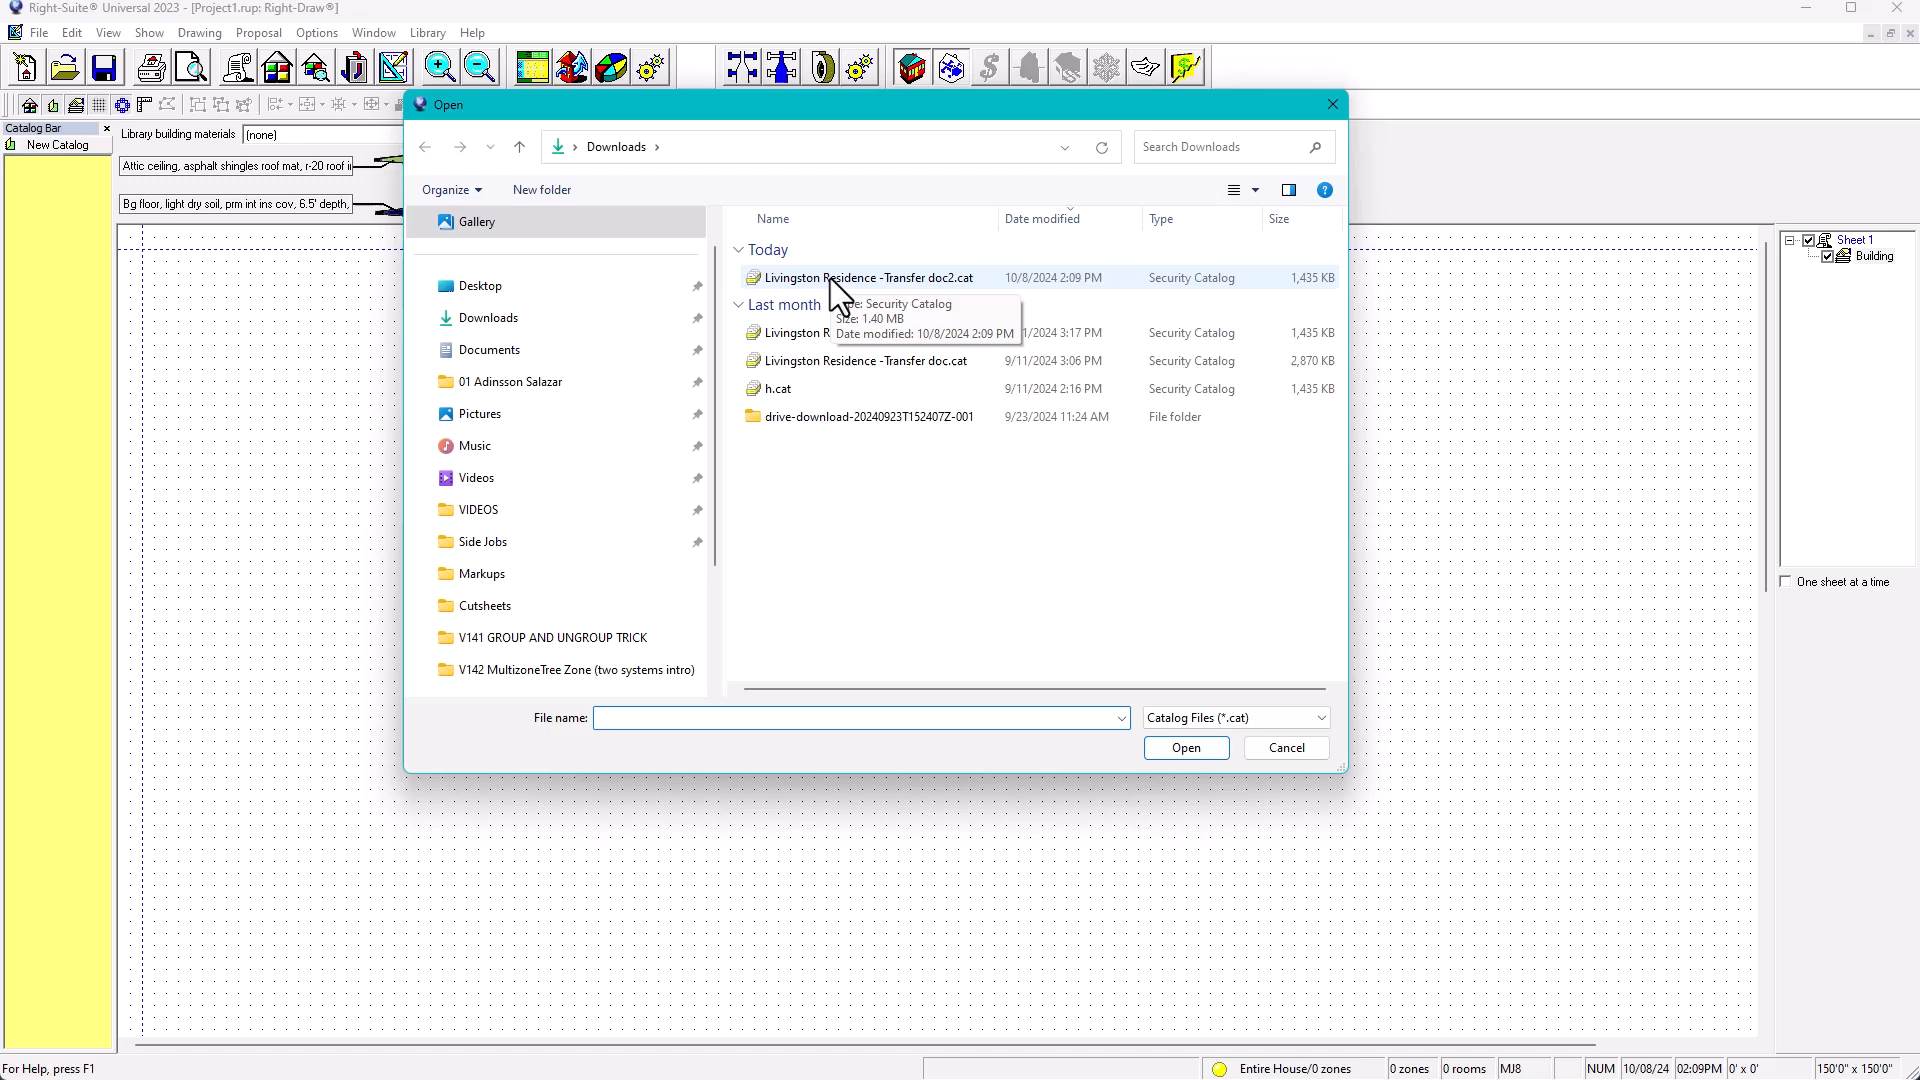 Right-Suite® Universal 2023 - [Project1.rup: Right-Draw®]
File Edit View Show Drawing Proposal Options Window Library Help
Open
Catalog Bar
New Catalog
Library building materials (none)
Attic ceiling, asphalt shingles roof mat, r-20 roof i
Bg floor, light dry soil, prm int ins cov, 6.5' depth,
Downloads
Search Downloads
Organize New folder
Gallery
Desktop
Downloads
Documents
01 Adinsson Salazar
Pictures
Music
Videos
VIDEOS
Side Jobs
Markups
Cutsheets
V141 GROUP AND UNGROUP TRICK
V142 MultizoneTree Zone (two systems intro)
Name Date modified Type Size
Today
Livingston Residence -Transfer doc2.cat 10/8/2024 2:09 PM Security Catalog 1,435 KB
Last month
e: Security Catalog
Size: 1.40 MB
Date modified: 10/8/2024 2:09 PM
Livingston R 1/2024 3:17 PM Security Catalog 1,435 KB
Livingston Residence -Transfer doc.cat 9/11/2024 3:06 PM Security Catalog 2,870 KB
h.cat 9/11/2024 2:16 PM Security Catalog 1,435 KB
drive-download-20240923T152407Z-001 9/23/2024 11:24 AM File folder
File name:
Catalog Files (*.cat)
Open Cancel
Sheet 1
Building
One sheet at a time
For Help, press F1
Entire House/0 zones 0 zones 0 rooms MJ8 NUM 10/08/24 02:09PM 0' x 0' 150'0" x 150'0"